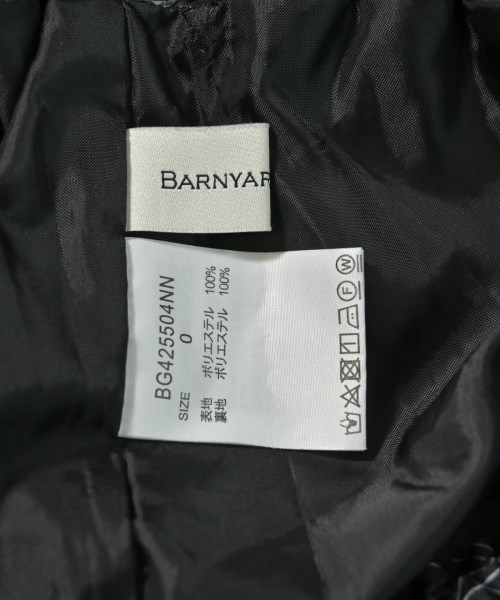 BARNYAR
BG425504NN
SIZE 0
表地 ポリエステル 100%
裏地 ポリエステル 100%